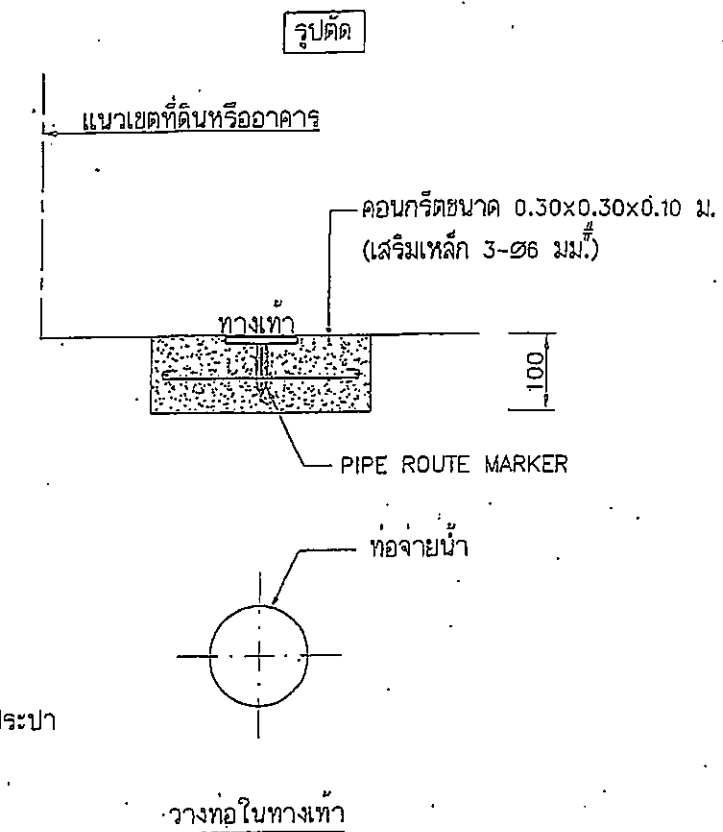 รูปตัด
แนวเขตที่ดินหรืออาคาร
คอนกรีตขนาด 0.30x0.30x0.10 ม.
(เสริมเหล็ก 3-Ø6 มม.#)
ทางเท้า
100
PIPE ROUTE MARKER
ท่อจ่ายน้ำ
ประปา
วางท่อในทางเท้า